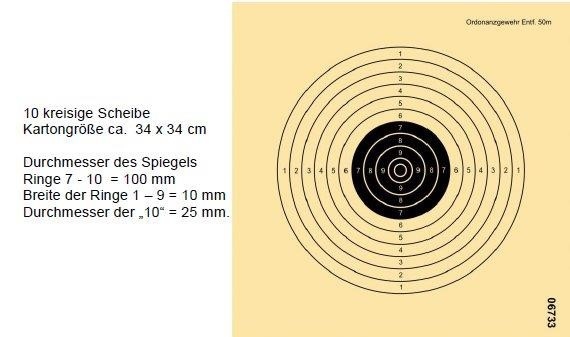 Ordonanzgewehr Entf. 50m
10 kreisige Scheibe
Kartongröße ca. 34 x 34 cm
Durchmesser des Spiegels
Ringe 7 - 10 = 100 mm
Breite der Ringe 1 – 9 = 10 mm
Durchmesser der „10“ = 25 mm.
1
2
3
4
5
6
7
8
9
1 2 3 4 5 6 7 8 9 9 8 7 6 5 4 3 2 1
9
8
7
6
5
4
3
2
1
06733